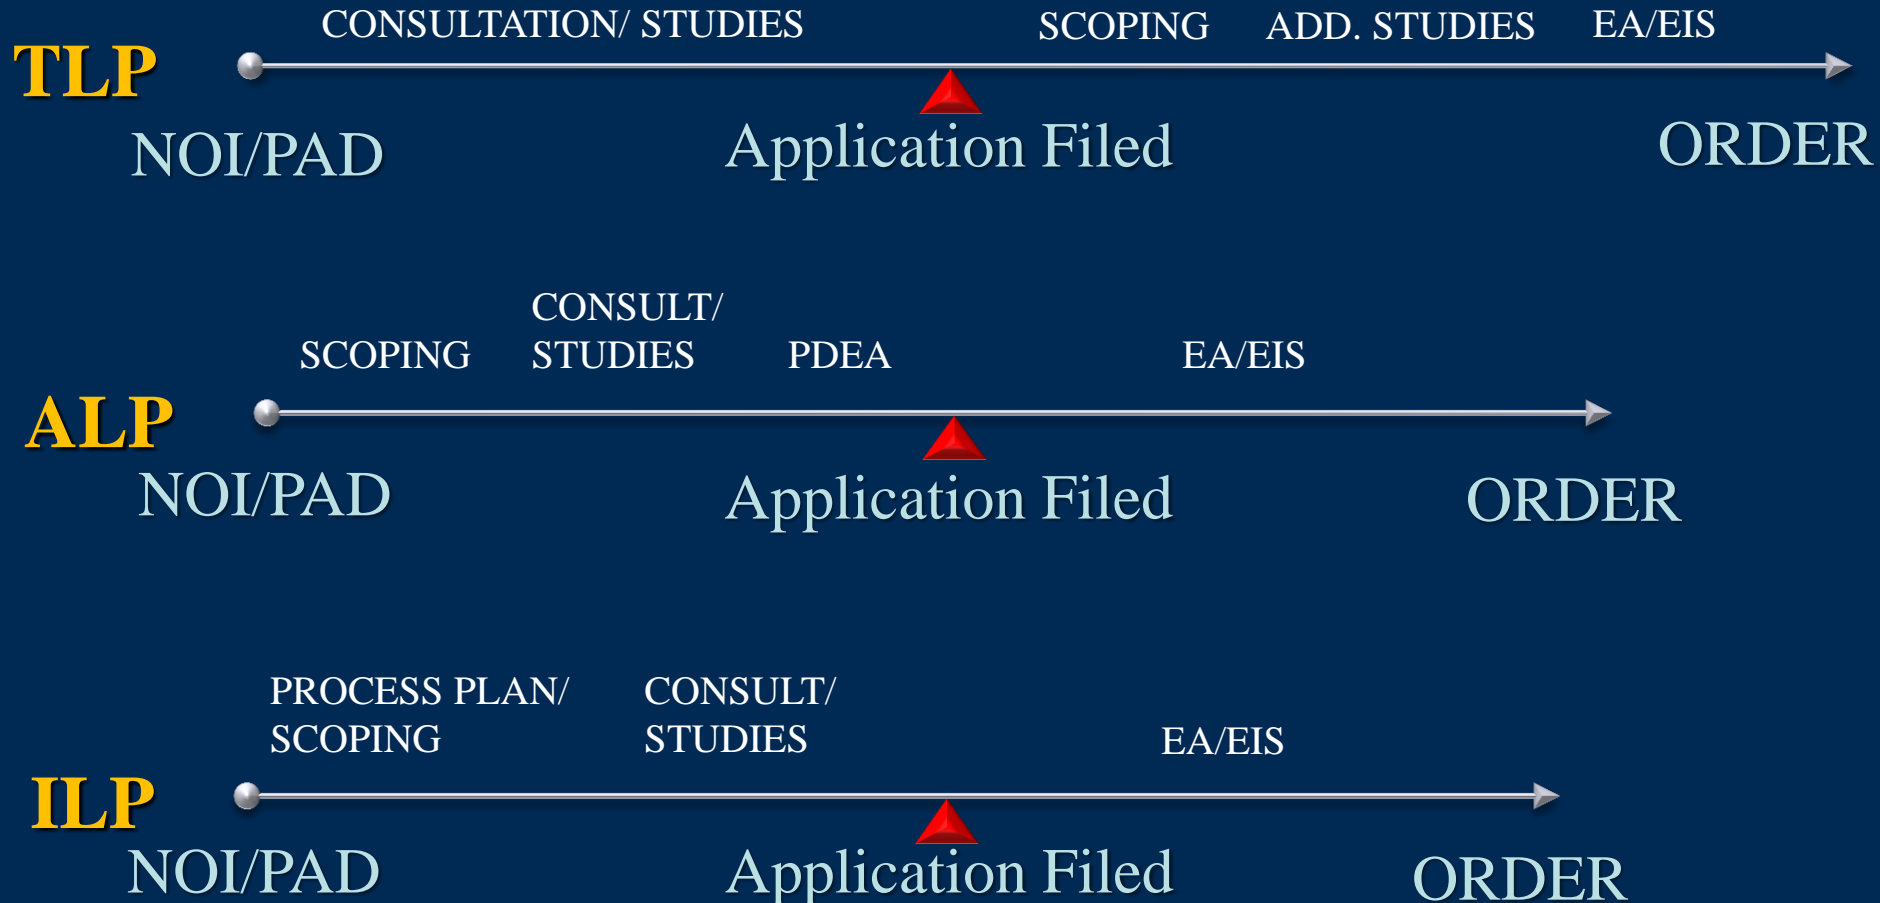 CONSULTATION/ STUDIES
SCOPING
ADD. STUDIES
EA/EIS
TLP
NOI/PAD
Application Filed
ORDER
SCOPING
CONSULT/
STUDIES
PDEA
EA/EIS
ALP
NOI/PAD
Application Filed
ORDER
PROCESS PLAN/
SCOPING
CONSULT/
STUDIES
EA/EIS
ILP
NOI/PAD
Application Filed
ORDER